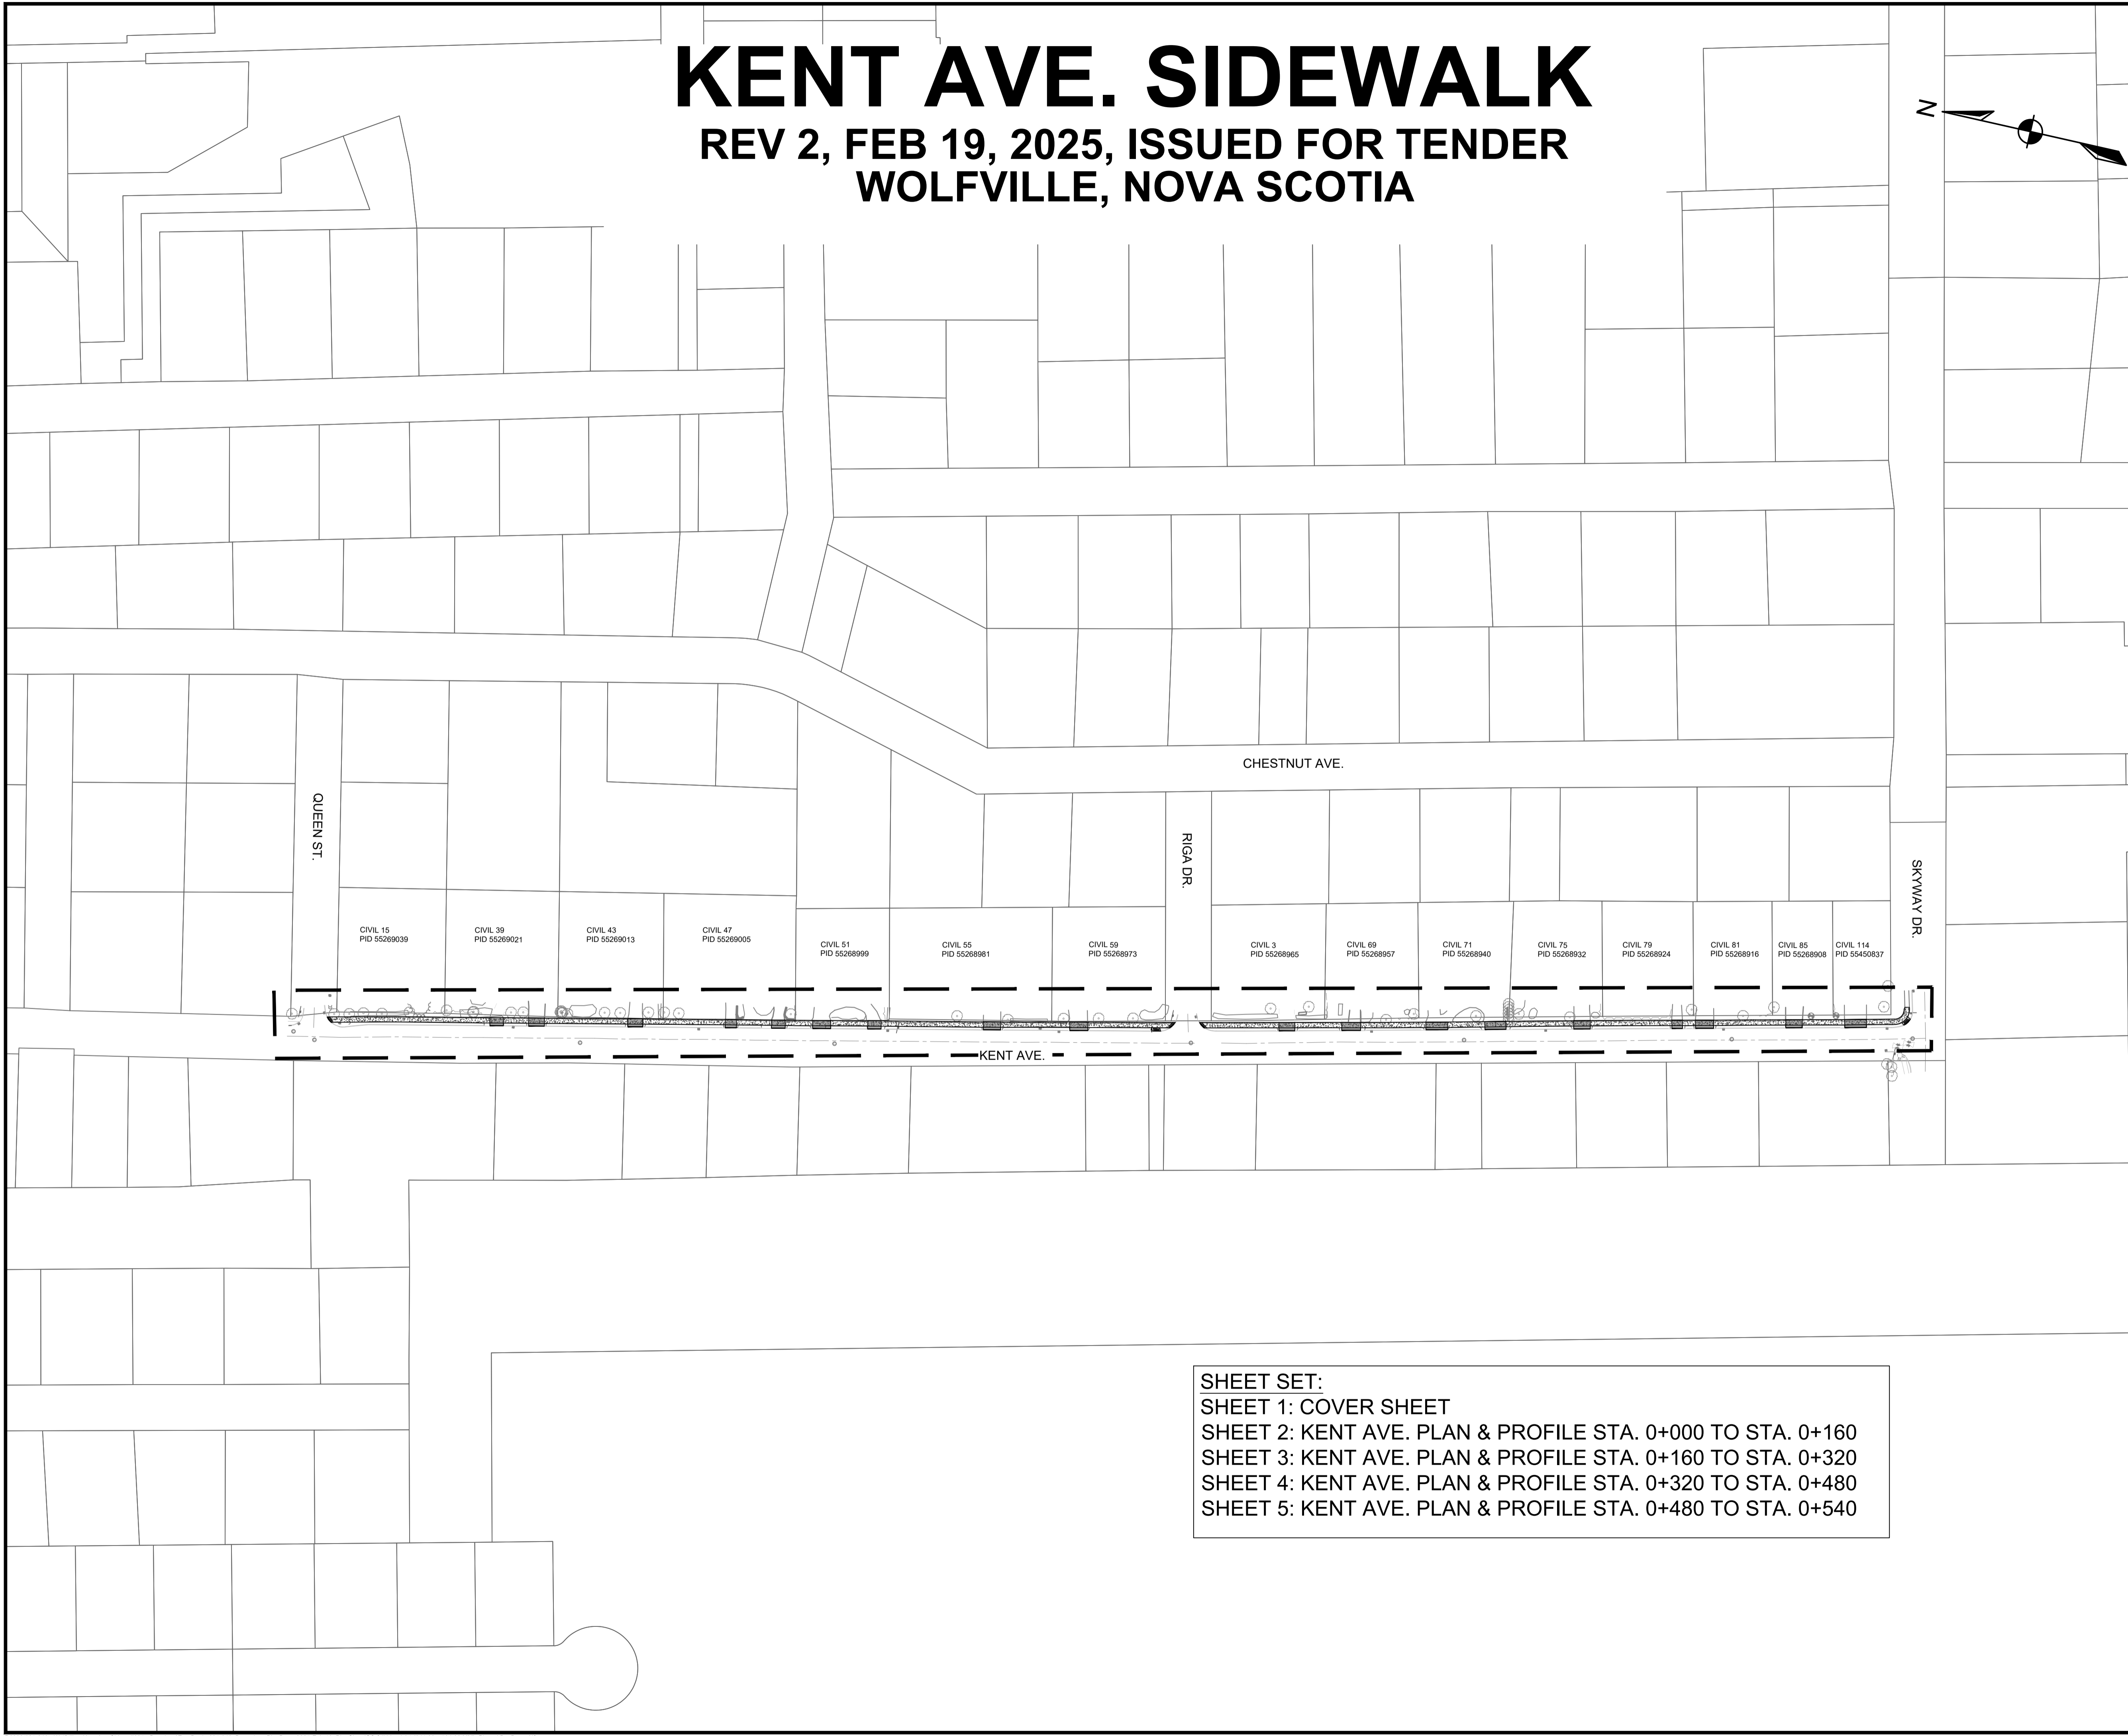 KENT AVE. SIDEWALK
REV 2, FEB 19, 2025, ISSUED FOR TENDER
WOLFVILLE, NOVA SCOTIA
N
CHESTNUT AVE.
QUEEN ST.
RIGA DR.
SKYWAY DR.
CIVIL 15
PID 55269039
CIVIL 39
PID 55269021
CIVIL 43
PID 55269013
CIVIL 47
PID 55269005
CIVIL 51
PID 55268999
CIVIL 55
PID 55268981
CIVIL 59
PID 55268973
CIVIL 3
PID 55268965
CIVIL 69
PID 55268957
CIVIL 71
PID 55268940
CIVIL 75
PID 55268932
CIVIL 79
PID 55268924
CIVIL 81
PID 55268916
CIVIL 85
PID 55268908
CIVIL 114
PID 55450837
KENT AVE.
SHEET SET:
SHEET 1: COVER SHEET
SHEET 2: KENT AVE. PLAN & PROFILE STA. 0+000 TO STA. 0+160
SHEET 3: KENT AVE. PLAN & PROFILE STA. 0+160 TO STA. 0+320
SHEET 4: KENT AVE. PLAN & PROFILE STA. 0+320 TO STA. 0+480
SHEET 5: KENT AVE. PLAN & PROFILE STA. 0+480 TO STA. 0+540